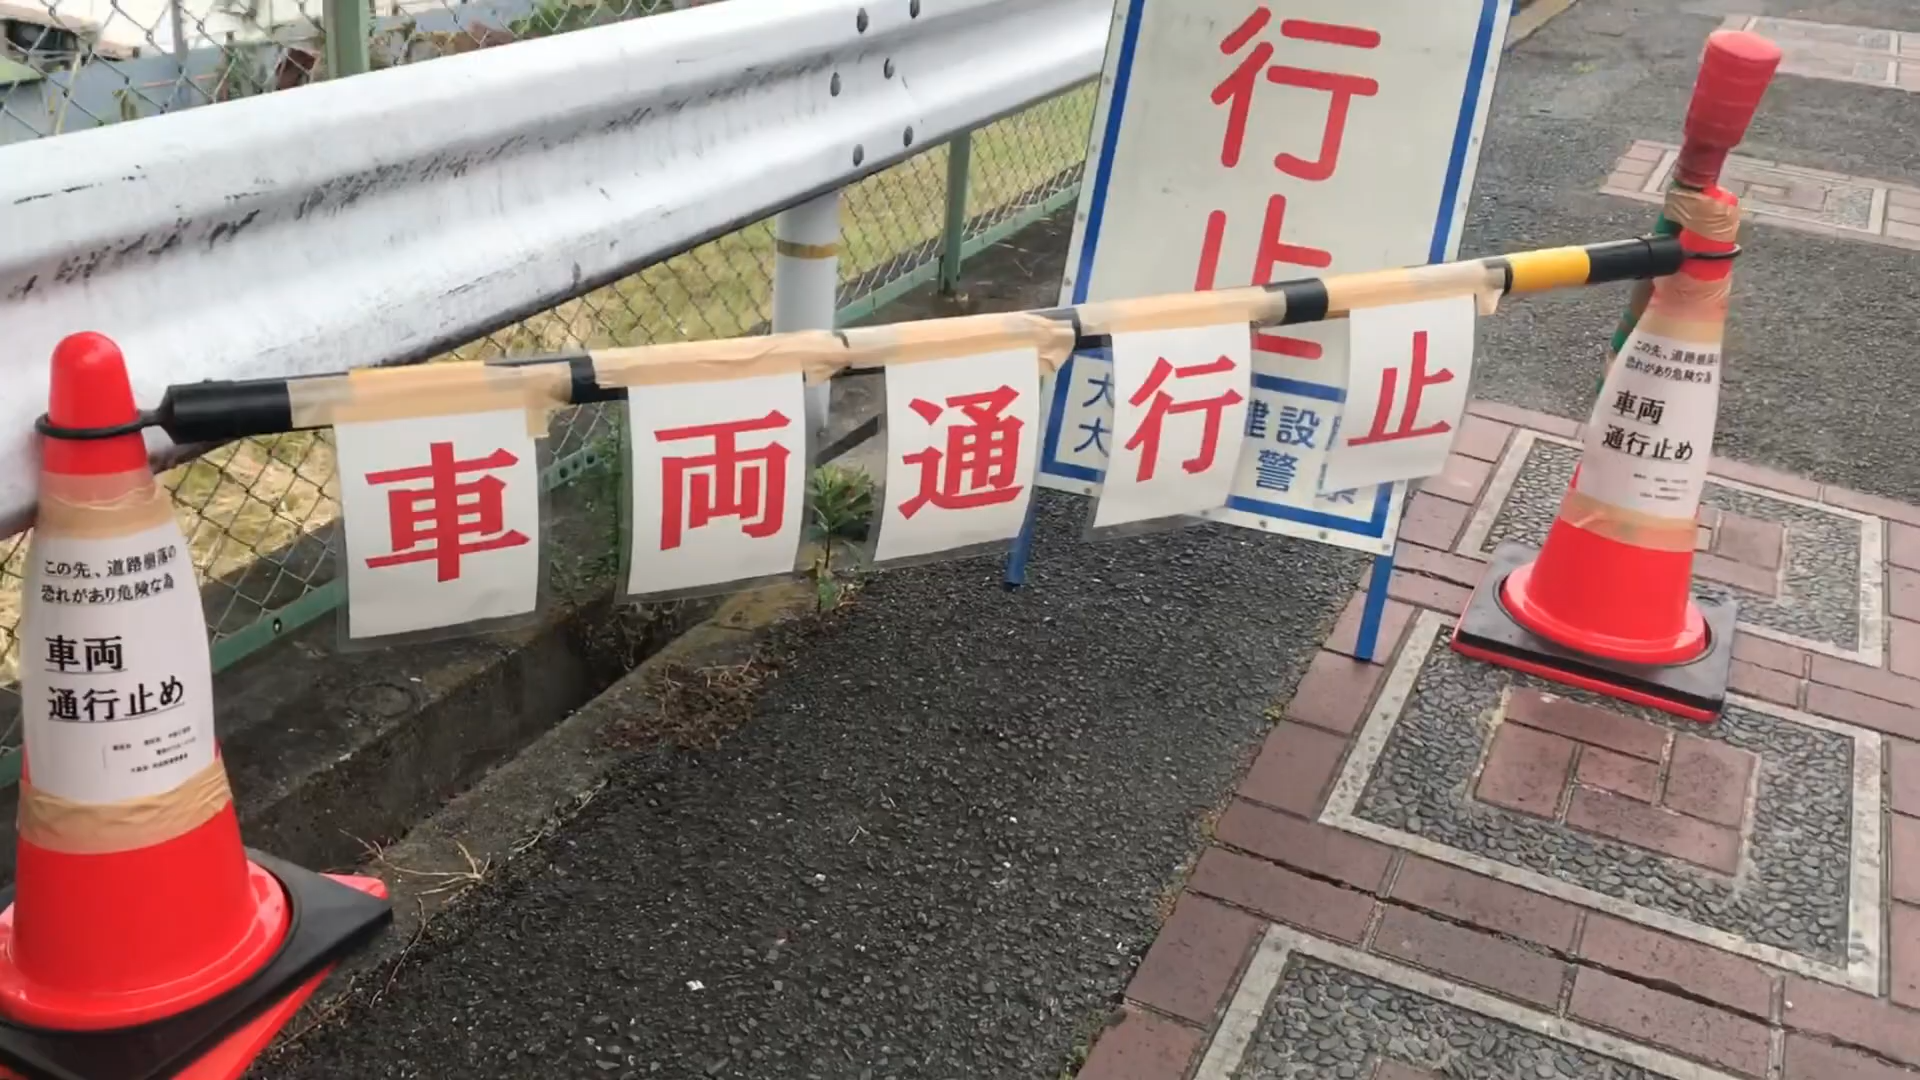 行
止
大
大
建設
警
車両通行止
この先、道路崩落の
恐れがあり危険な為
車両
通行止め
この先、道路崩落
恐れがあり危険な為
車両
通行止め